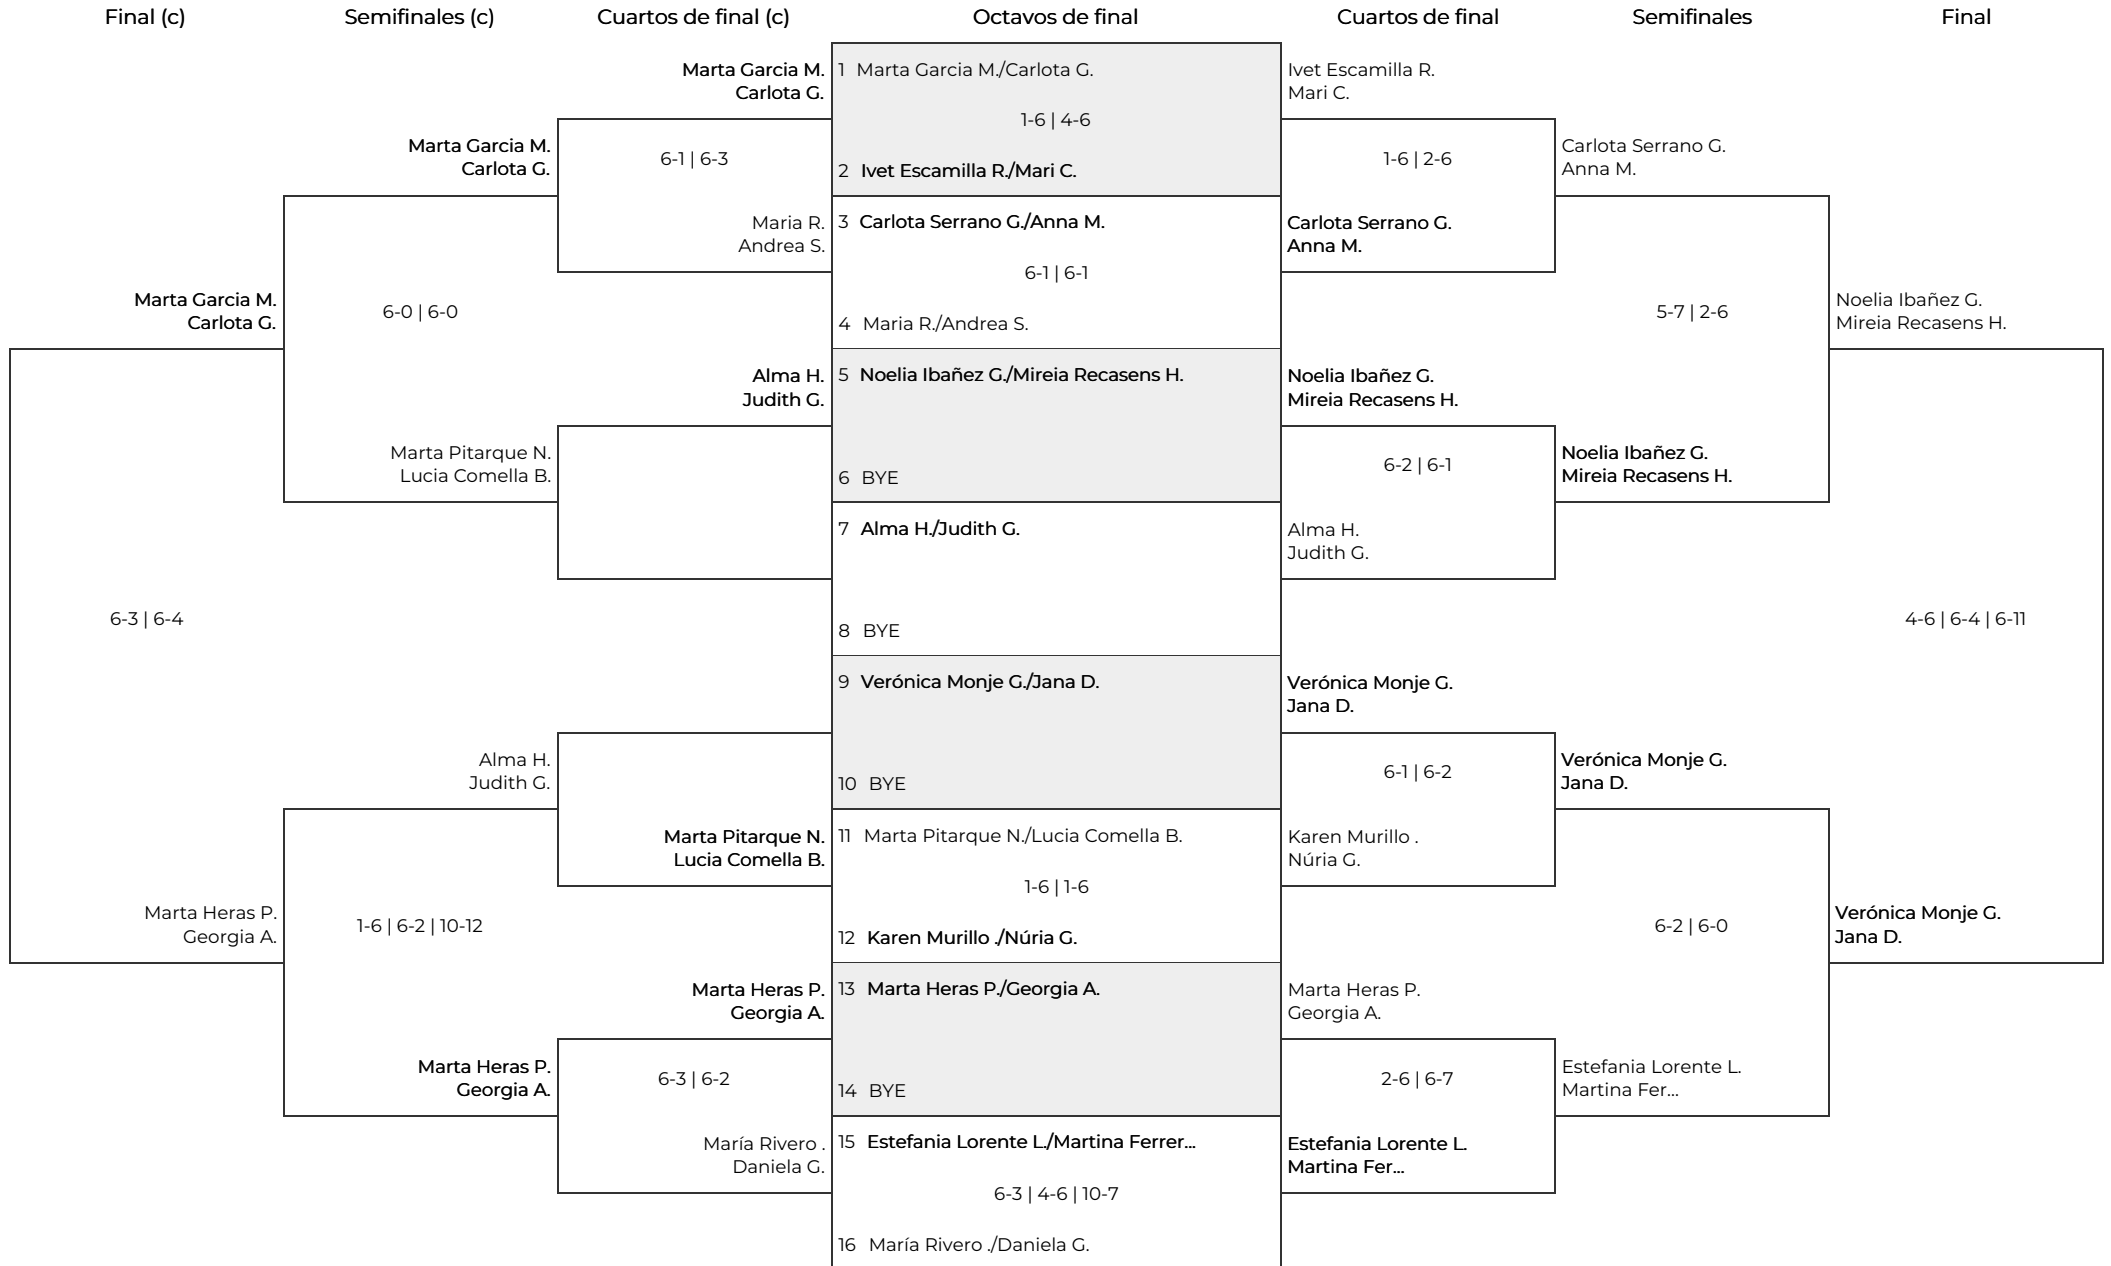 Final (c)
Semifinales (c)
Cuartos de final (c)
Octavos de final
Cuartos de final
Semifinales
Final
Marta Garcia M.
Carlota G.
6-3 | 6-4
Marta Heras P.
Georgia A.
Marta Garcia M.
Carlota G.
6-0 | 6-0
Marta Pitarque N.
Lucia Comella B.
Alma H.
Judith G.
1-6 | 6-2 | 10-12
Marta Heras P.
Georgia A.
Marta Garcia M.
Carlota G.
6-1 | 6-3
Maria R.
Andrea S.
Alma H.
Judith G.
Marta Pitarque N.
Lucia Comella B.
Marta Heras P.
Georgia A.
6-3 | 6-2
María Rivero .
Daniela G.
1 Marta Garcia M./Carlota G.
1-6 | 4-6
2 Ivet Escamilla R./Mari C.
3 Carlota Serrano G./Anna M.
6-1 | 6-1
4 Maria R./Andrea S.
5 Noelia Ibañez G./Mireia Recasens H.
6 BYE
7 Alma H./Judith G.
8 BYE
9 Verónica Monje G./Jana D.
10 BYE
11 Marta Pitarque N./Lucia Comella B.
1-6 | 1-6
12 Karen Murillo ./Núria G.
13 Marta Heras P./Georgia A.
14 BYE
15 Estefania Lorente L./Martina Ferrer...
6-3 | 4-6 | 10-7
16 María Rivero ./Daniela G.
Ivet Escamilla R.
Mari C.
1-6 | 2-6
Carlota Serrano G.
Anna M.
Noelia Ibañez G.
Mireia Recasens H.
6-2 | 6-1
Alma H.
Judith G.
Verónica Monje G.
Jana D.
6-1 | 6-2
Karen Murillo .
Núria G.
Marta Heras P.
Georgia A.
2-6 | 6-7
Estefania Lorente L.
Martina Fer...
Carlota Serrano G.
Anna M.
5-7 | 2-6
Noelia Ibañez G.
Mireia Recasens H.
Verónica Monje G.
Jana D.
6-2 | 6-0
Estefania Lorente L.
Martina Fer...
Noelia Ibañez G.
Mireia Recasens H.
4-6 | 6-4 | 6-11
Verónica Monje G.
Jana D.